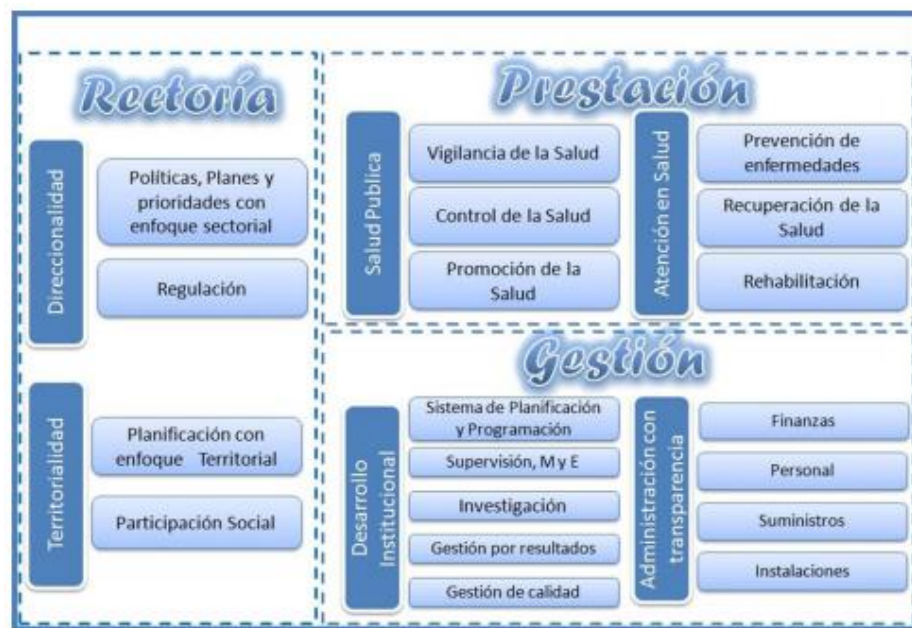 Rectoría
Direccionalidad
Políticas, Planes y
prioridades con
enfoque sectorial
Regulación
Territorialidad
Planificación con
enfoque Territorial
Participación Social
Prestación
Salud Publica
Vigilancia de la Salud
Control de la Salud
Promoción de la
Salud
Atención en Salud
Prevención de
enfermedades
Recuperación de la
Salud
Rehabilitación
Gestión
Desarrollo
Institucional
Sistema de Planificación
y Programación
Supervisión, M y E
Investigación
Gestión por resultados
Gestión de calidad
Administración con
transparencia
Finanzas
Personal
Suministros
Instalaciones